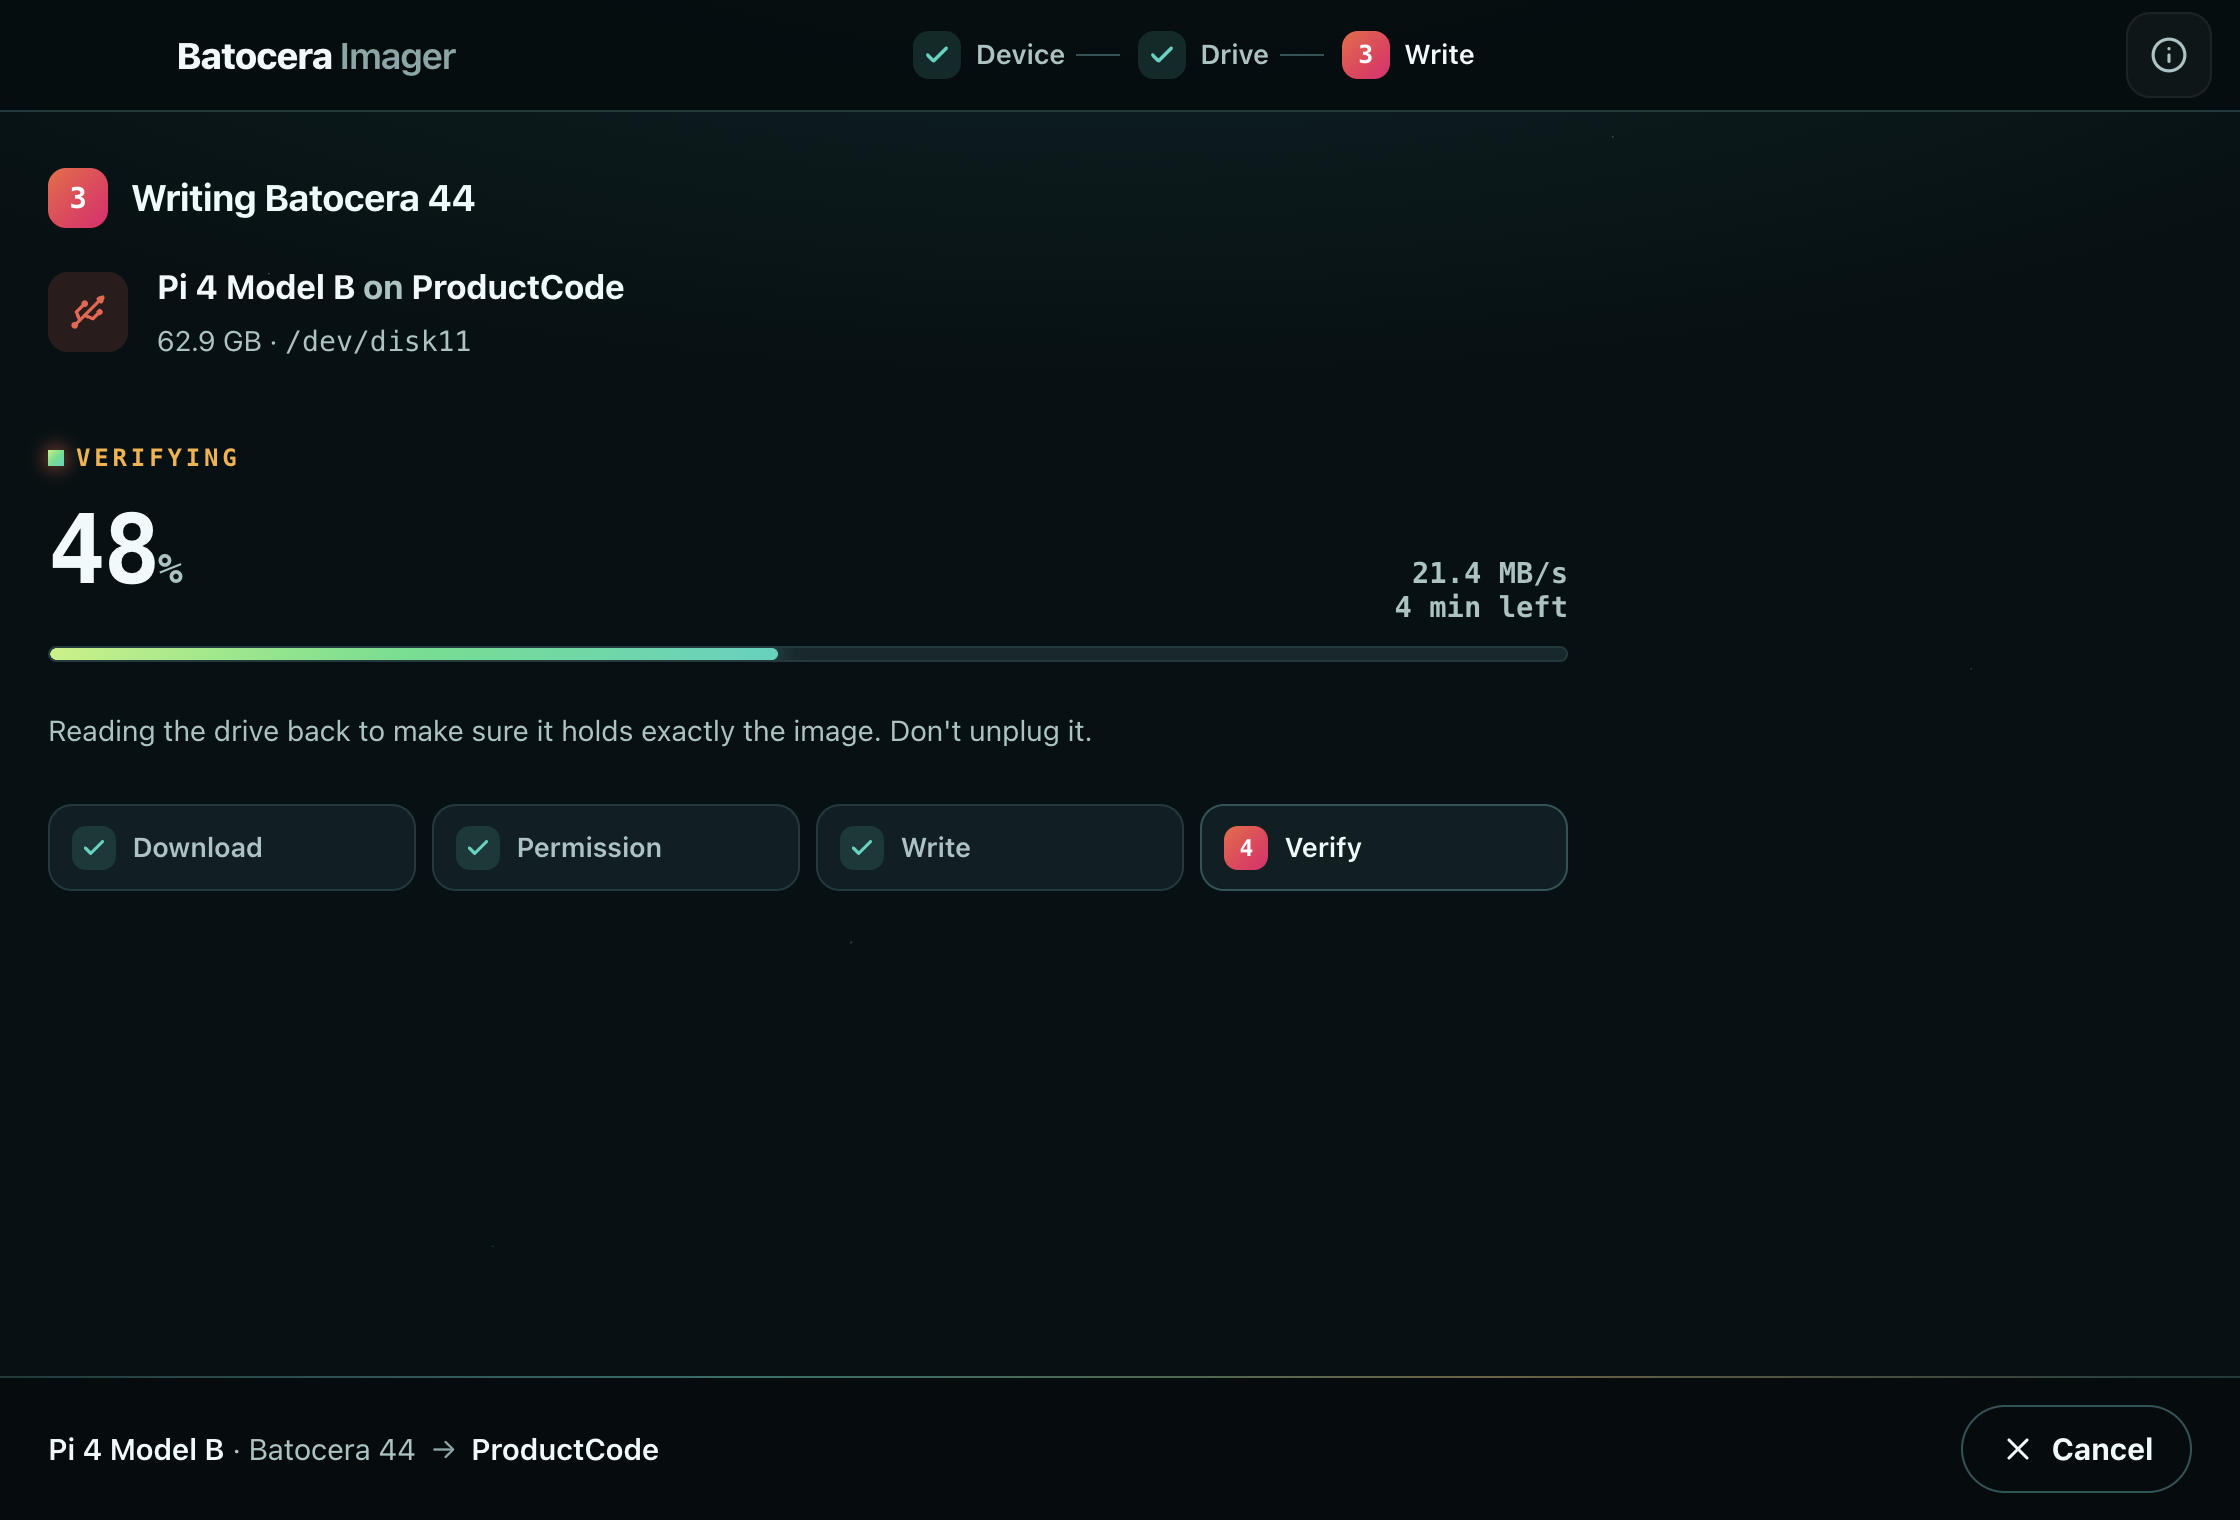 Batocera Imager
Device
Drive
3 Write
3 Writing Batocera 44
Pi 4 Model B on ProductCode
62.9 GB · /dev/disk11
VERIFYING
48%
21.4 MB/s
4 min left
Reading the drive back to make sure it holds exactly the image. Don't unplug it.
Download
Permission
Write
4 Verify
Pi 4 Model B · Batocera 44 → ProductCode
Cancel